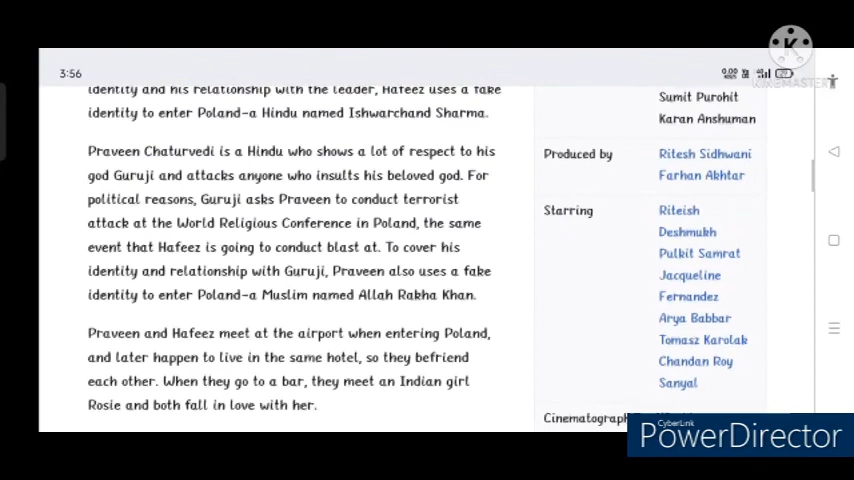 3:56
KINEMASTER
identity and his relationship with the leader, Hafeez uses a fake
identity to enter Poland-a Hindu named Ishwarchand Sharma.
Praveen Chaturvedi is a Hindu who shows a lot of respect to his
god Guruji and attacks anyone who insults his beloved god. For
political reasons, Guruji asks Praveen to conduct terrorist
attack at the World Religious Conference in Poland, the same
event that Hafeez is going to conduct blast at. To cover his
identity and relationship with Guruji, Praveen also uses a fake
identity to enter Poland-a Muslim named Allah Rakha Khan.
Praveen and Hafeez meet at the airport when entering Poland,
and later happen to live in the same hotel, so they befriend
each other. When they go to a bar, they meet an Indian girl
Rosie and both fall in love with her.
Sumit Purohit
Karan Anshuman
Produced by
Ritesh Sidhwani
Farhan Akhtar
Starring
Riteish
Deshmukh
Pulkit Samrat
Jacqueline
Fernandez
Arya Babbar
Tomasz Karolak
Chandan Roy
Sanyal
Cinematograph
CyberLink
PowerDirector